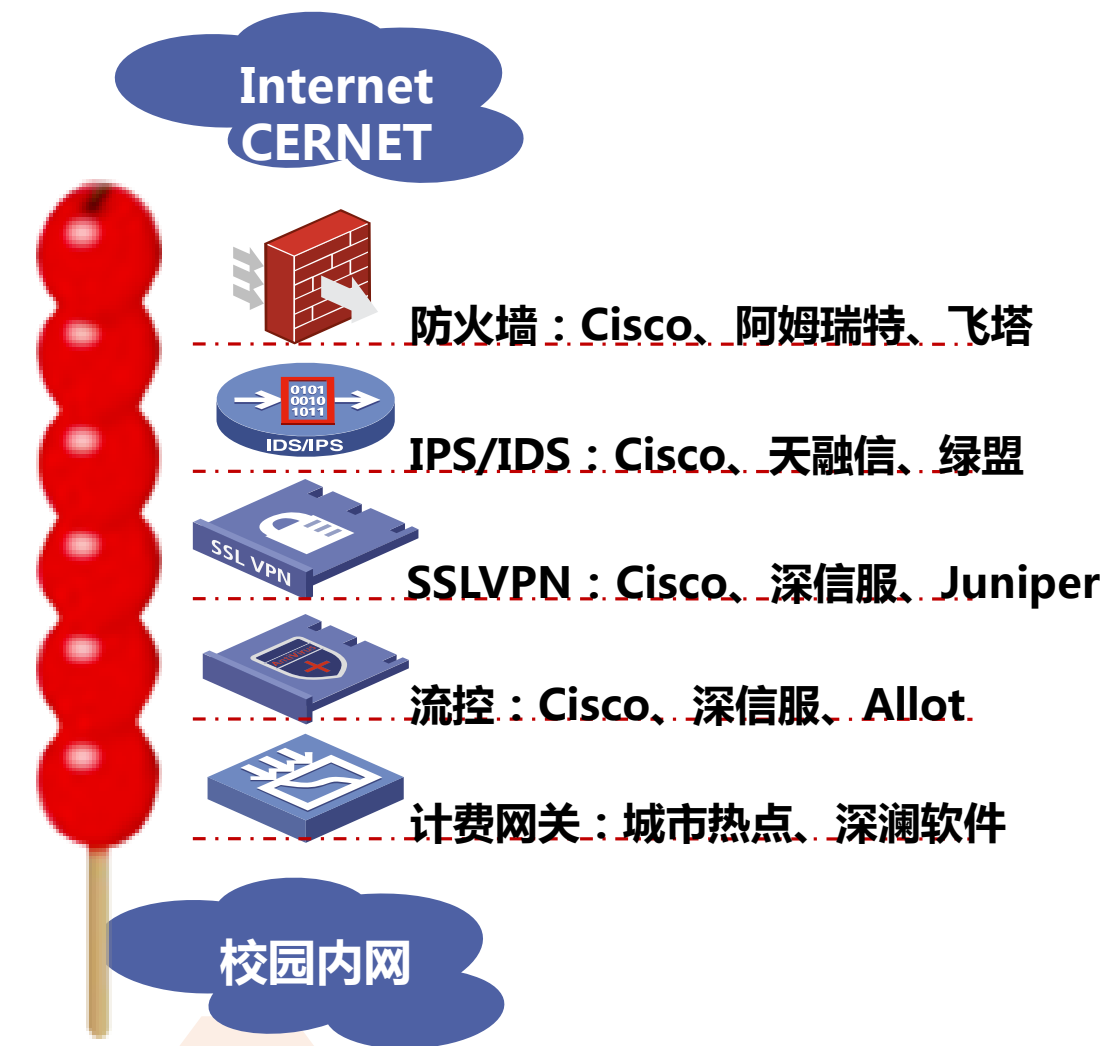 Internet
CERNET
防火墙：Cisco、阿姆瑞特、飞塔
0101
0010
1011
IDS/IPS
IPS/IDS：Cisco、天融信、绿盟
SSL VPN
SSLVPN：Cisco、深信服、Juniper
AntiVirus
流控：Cisco、深信服、Allot
计费网关：城市热点、深澜软件
校园内网